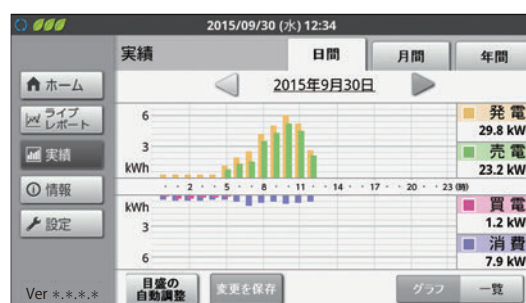 2015/09/30 (水) 12:34
実績
日間
月間
年間
ホーム
ライブ
レポート
実績
情報
設定
Ver *.*.*.*
2015年9月30日
6
3
kWh
・・2・・5・・8・・11・・14・・17・・20・・23(時)
kWh
3
6
発電
29.8 kW
売電
23.2 kW
買電
1.2 kW
消費
7.9 kW
目盛の
自動調整
変更を保存
グラフ
一覧